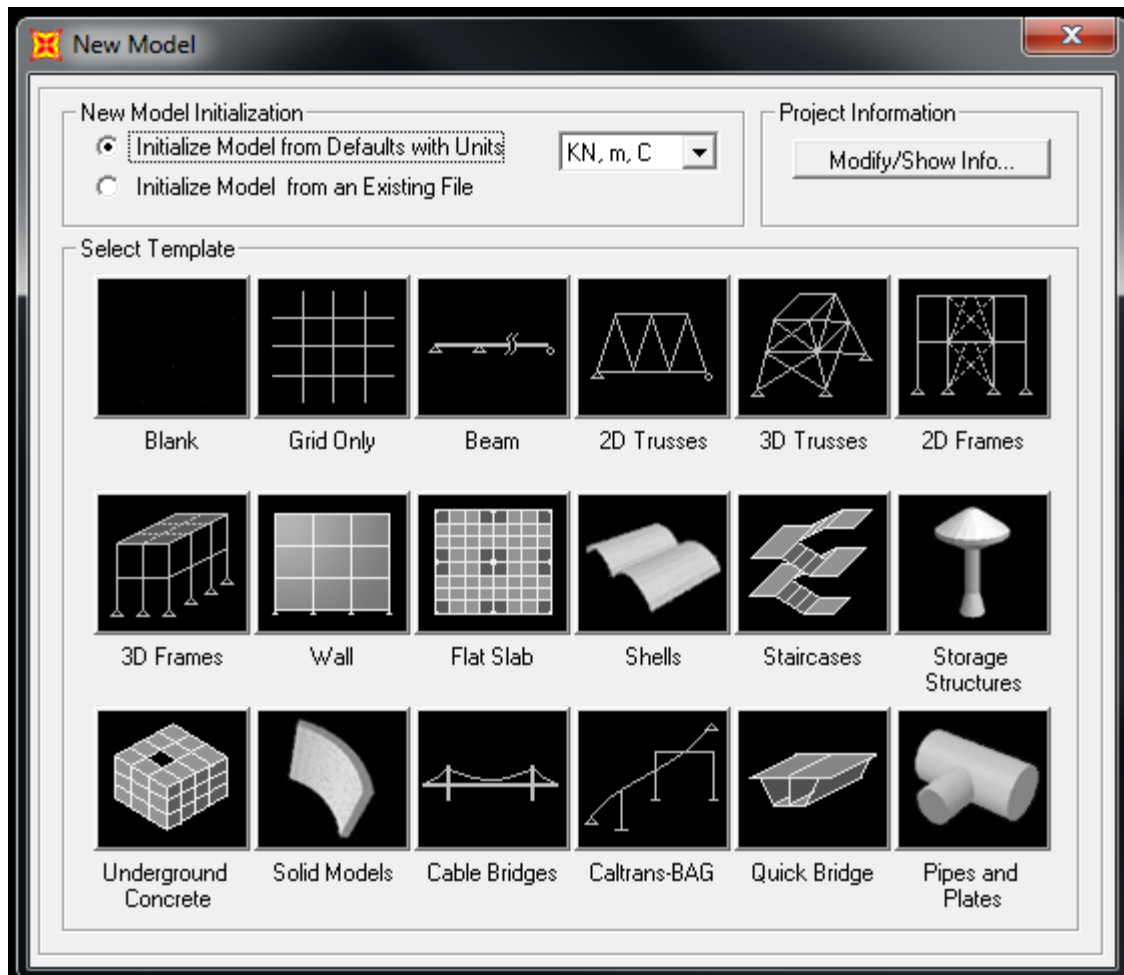 New Model
New Model Initialization
Initialize Model from Defaults with Units
KN, m, C
Initialize Model from an Existing File
Project Information
Modify/Show Info...
Select Template
Blank
Grid Only
Beam
2D Trusses
3D Trusses
2D Frames
3D Frames
Wall
Flat Slab
Shells
Staircases
Storage
Structures
Underground
Concrete
Solid Models
Cable Bridges
Caltrans-BAG
Quick Bridge
Pipes and
Plates